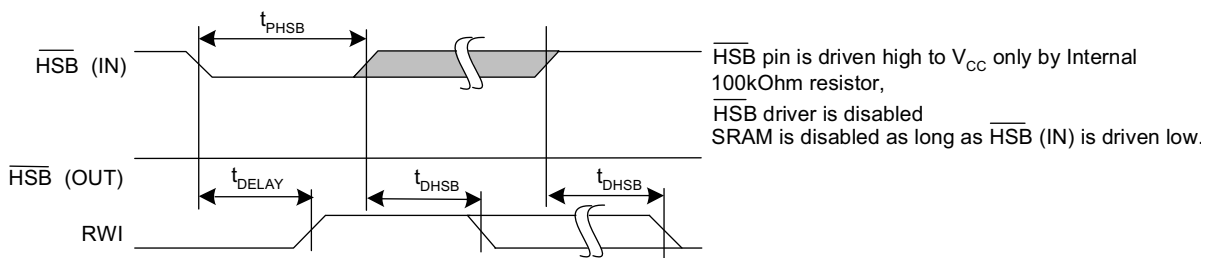 tPHSB
HSB (IN)
HSB pin is driven high to VCC only by Internal
100kOhm resistor,
HSB driver is disabled
SRAM is disabled as long as HSB (IN) is driven low.
HSB (OUT)
tDELAY
tDHSB
tDHSB
RWI